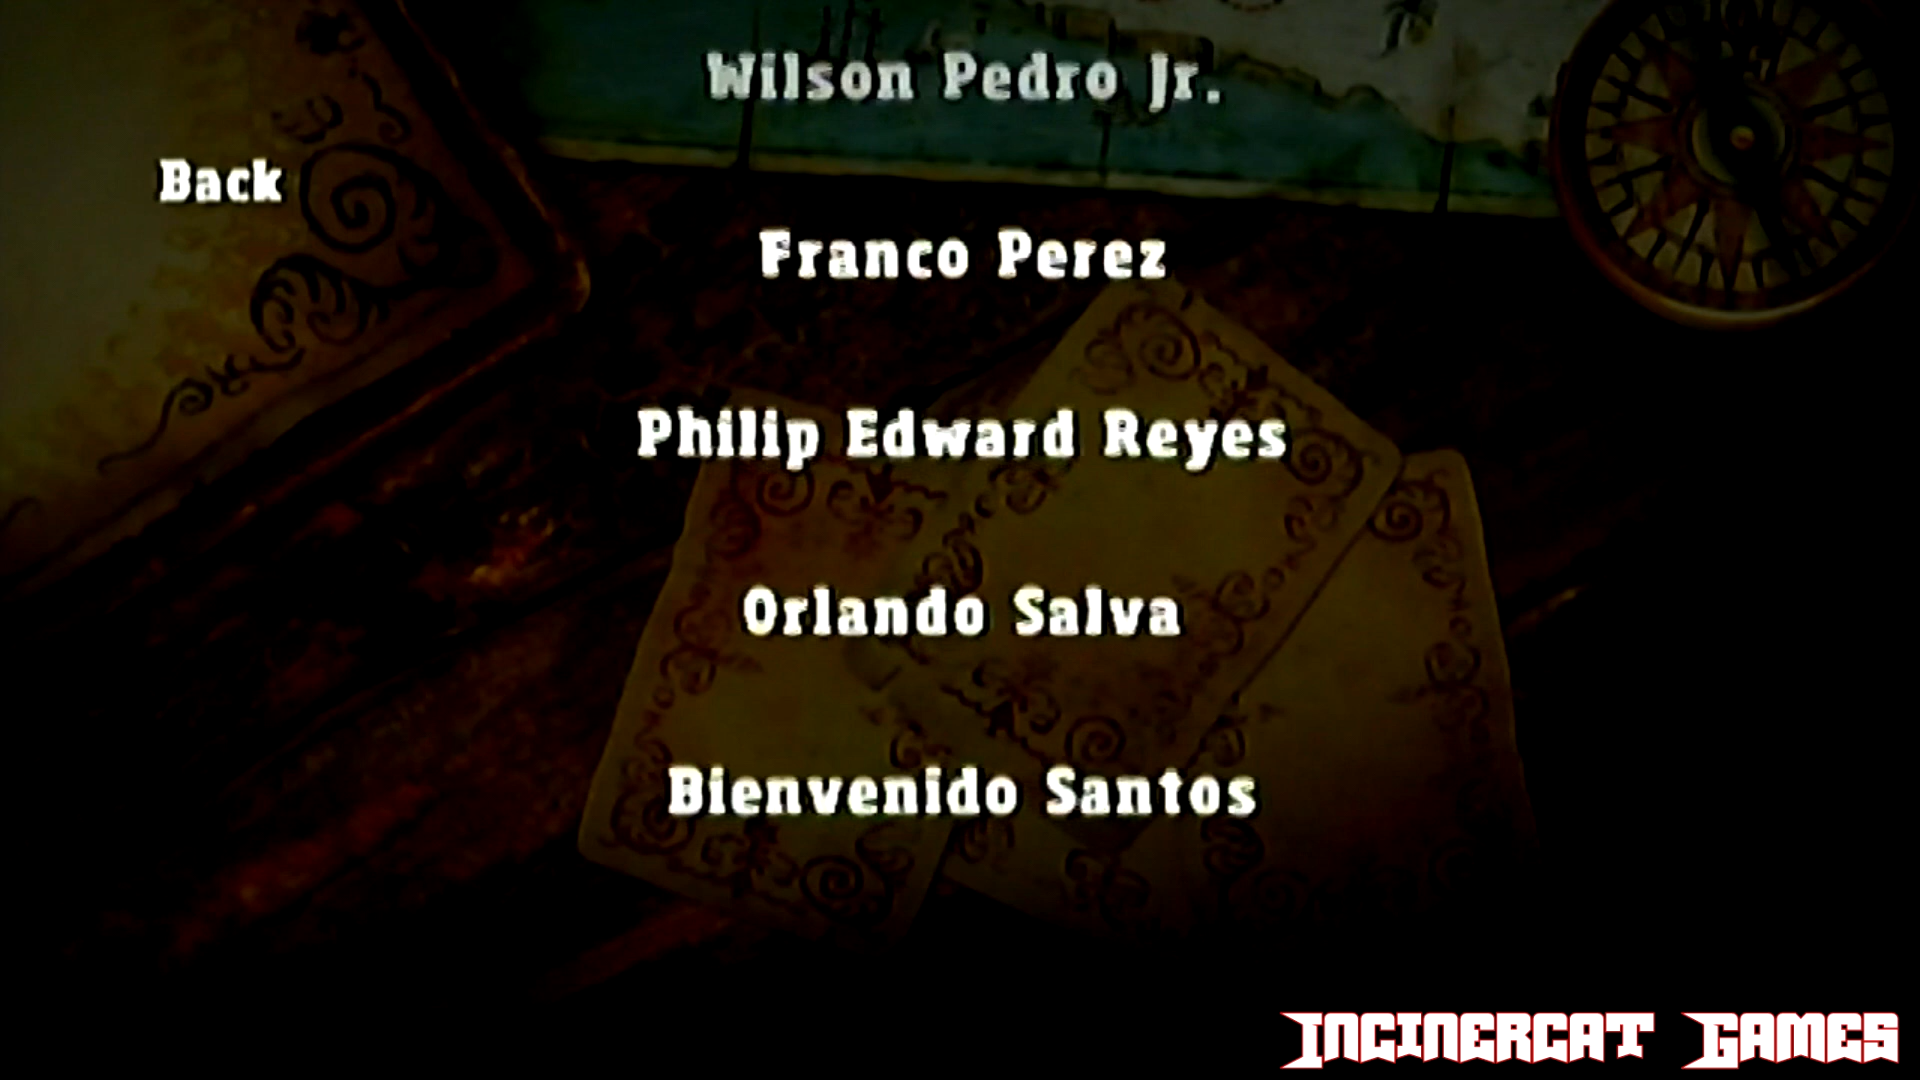 Wilson Pedro Jr.
Back
Franco Perez
Philip Edward Reyes
Orlando Salva
Bienvenido Santos
Incinercat Games